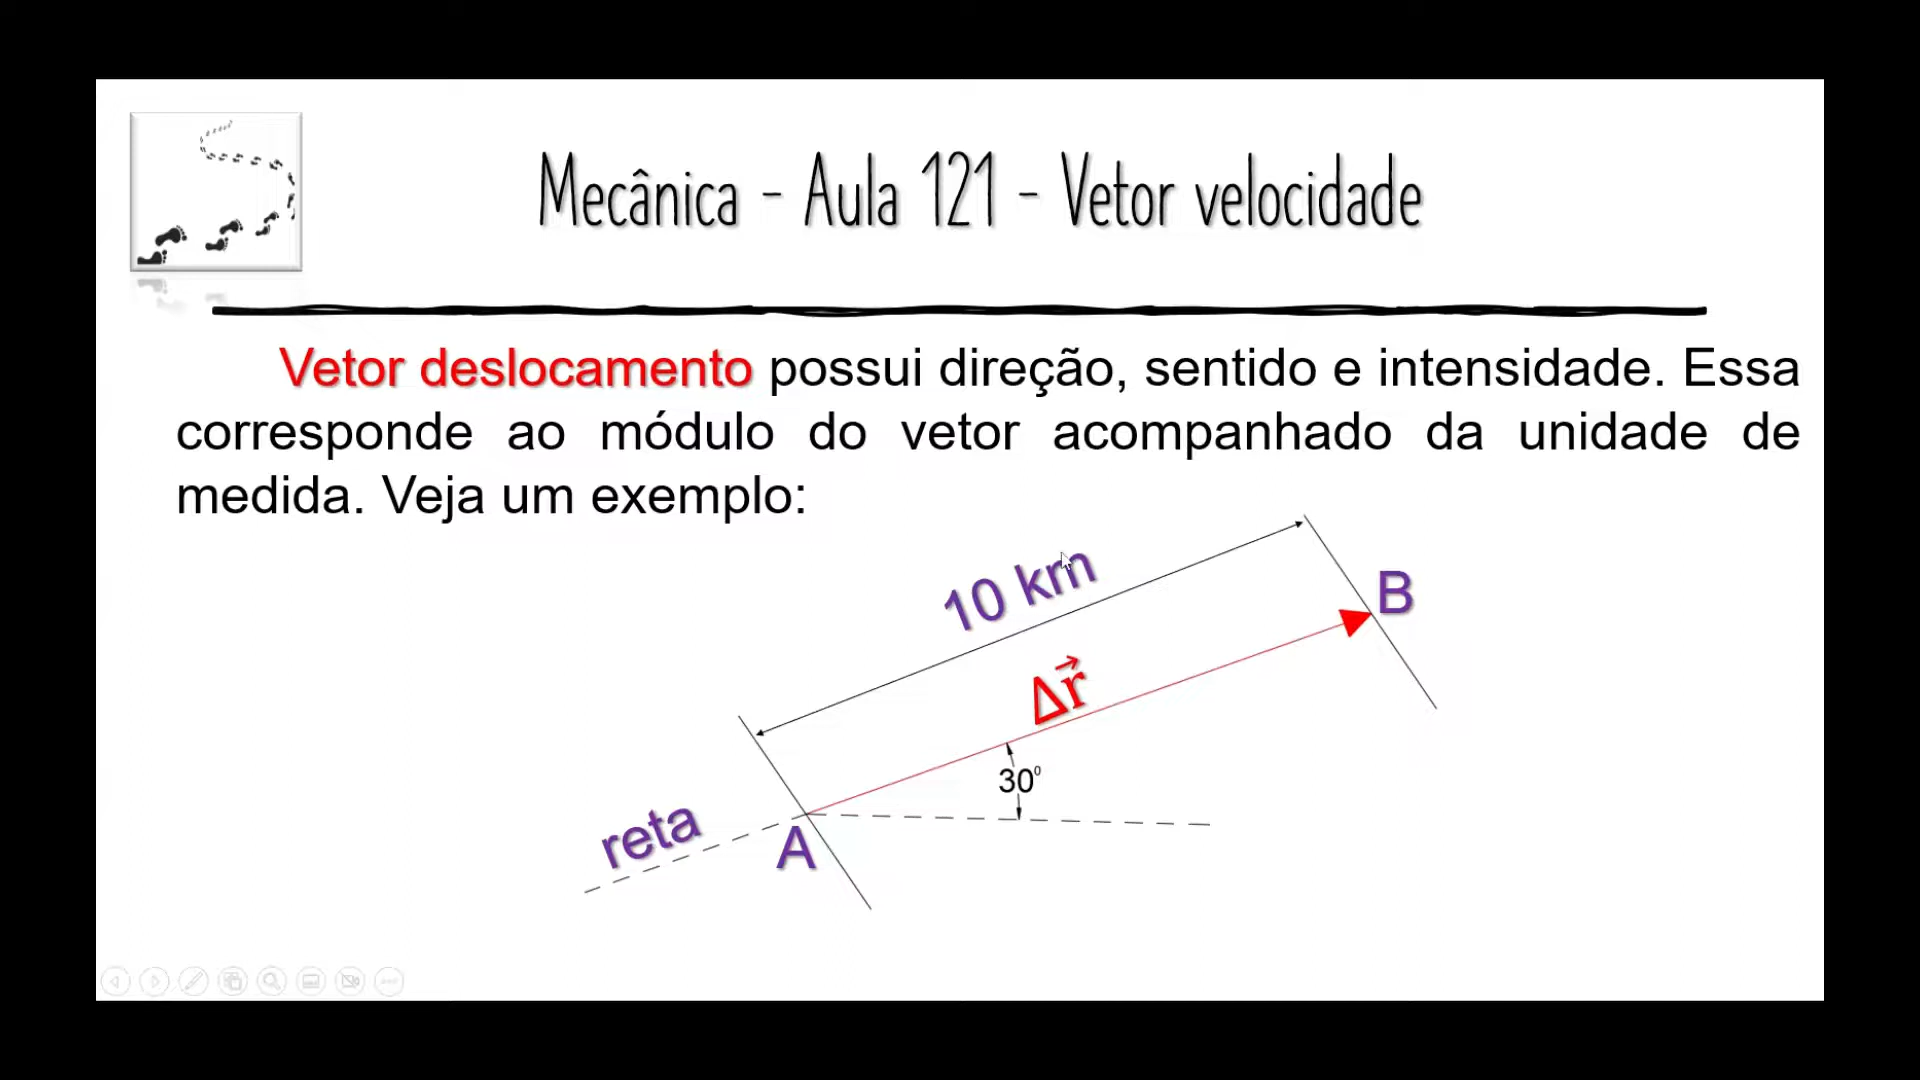 Mecânica - Aula 121 - Vetor velocidade
Vetor deslocamento possui direção, sentido e intensidade. Essa
corresponde ao módulo do vetor acompanhado da unidade de
medida. Veja um exemplo:
10 km
B
Δr⃗
30⁰
reta
A